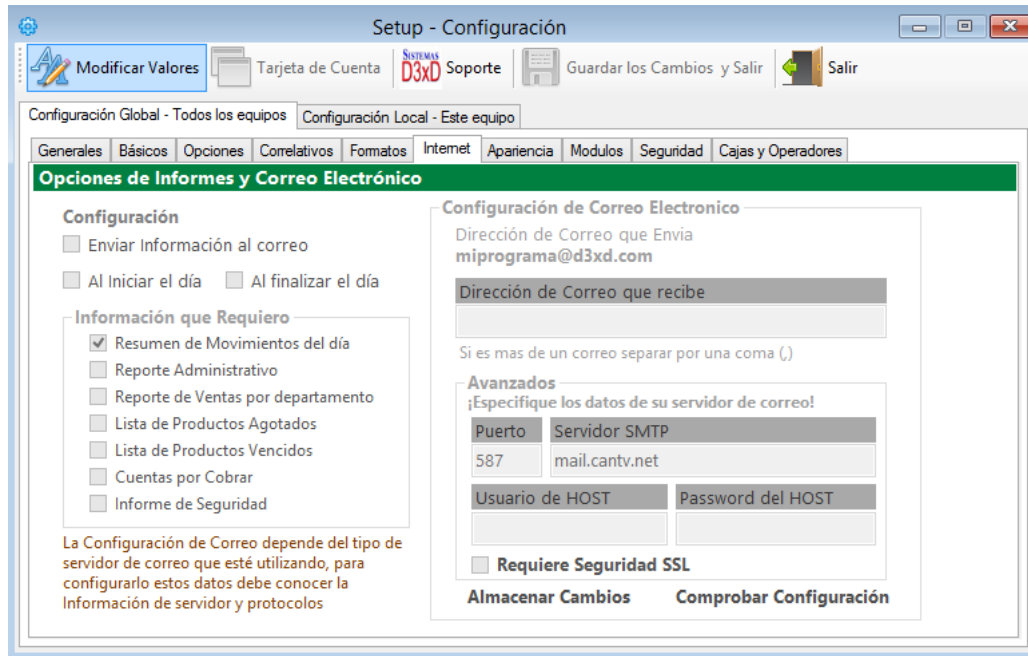 Setup - Configuración
Modificar Valores Tarjeta de Cuenta SISTEMAS D3xD Soporte Guardar los Cambios y Salir Salir
Configuración Global - Todos los equipos Configuración Local - Este equipo
Generales Básicos Opciones Correlativos Formatos Internet Apariencia Modulos Seguridad Cajas y Operadores
Opciones de Informes y Correo Electrónico
Configuración
Enviar Información al correo
Al Iniciar el día Al finalizar el día
Información que Requiero
Resumen de Movimientos del día
Reporte Administrativo
Reporte de Ventas por departamento
Lista de Productos Agotados
Lista de Productos Vencidos
Cuentas por Cobrar
Informe de Seguridad
La Configuración de Correo depende del tipo de
servidor de correo que esté utilizando, para
configurarlo estos datos debe conocer la
Información de servidor y protocolos
Configuración de Correo Electronico
Dirección de Correo que Envia
miprograma@d3xd.com
Dirección de Correo que recibe
Si es mas de un correo separar por una coma (,)
Avanzados
¡Especifique los datos de su servidor de correo!
Puerto Servidor SMTP
587 mail.cantv.net
Usuario de HOST Password del HOST
Requiere Seguridad SSL
Almacenar Cambios Comprobar Configuración